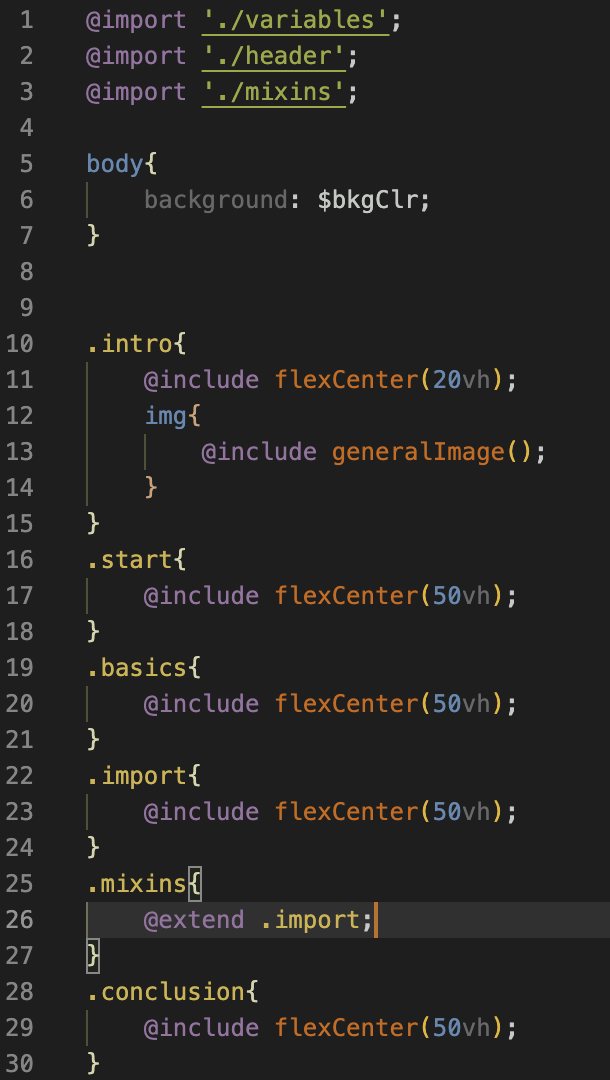 1 @import './variables';
2 @import './header';
3 @import './mixins';
4
5 body{
6 background: $bkgClr;
7 }
8
9
10 .intro{
11 @include flexCenter(20vh);
12 img{
13 @include generalImage();
14 }
15 }
16 .start{
17 @include flexCenter(50vh);
18 }
19 .basics{
20 @include flexCenter(50vh);
21 }
22 .import{
23 @include flexCenter(50vh);
24 }
25 .mixins{
26 @extend .import;
27 }
28 .conclusion{
29 @include flexCenter(50vh);
30 }